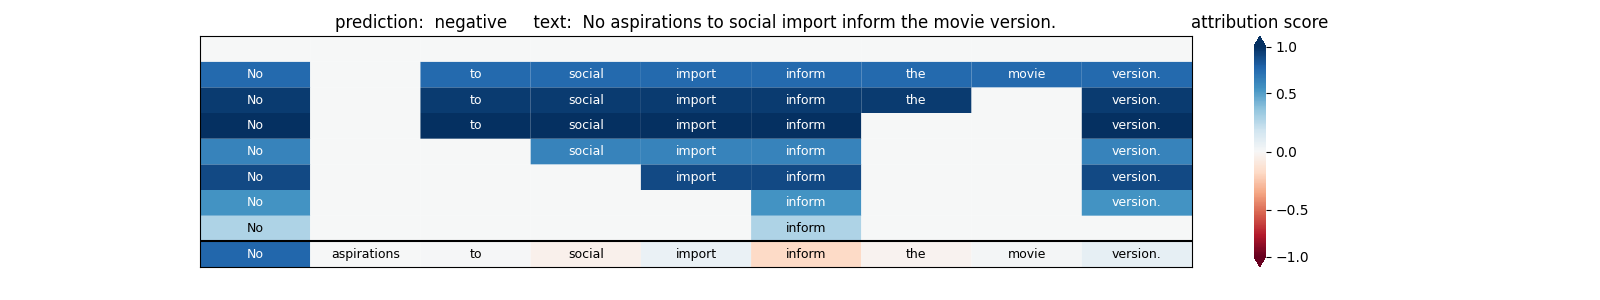 prediction: negative text: No aspirations to social import inform the movie version. attribution score
No to social import inform the movie version. 1.0
No to social import inform the version.
No to social import inform version. 0.5
No social import inform version. 0.0
No import inform version.
No inform version. −0.5
No inform
No aspirations to social import inform the movie version. −1.0